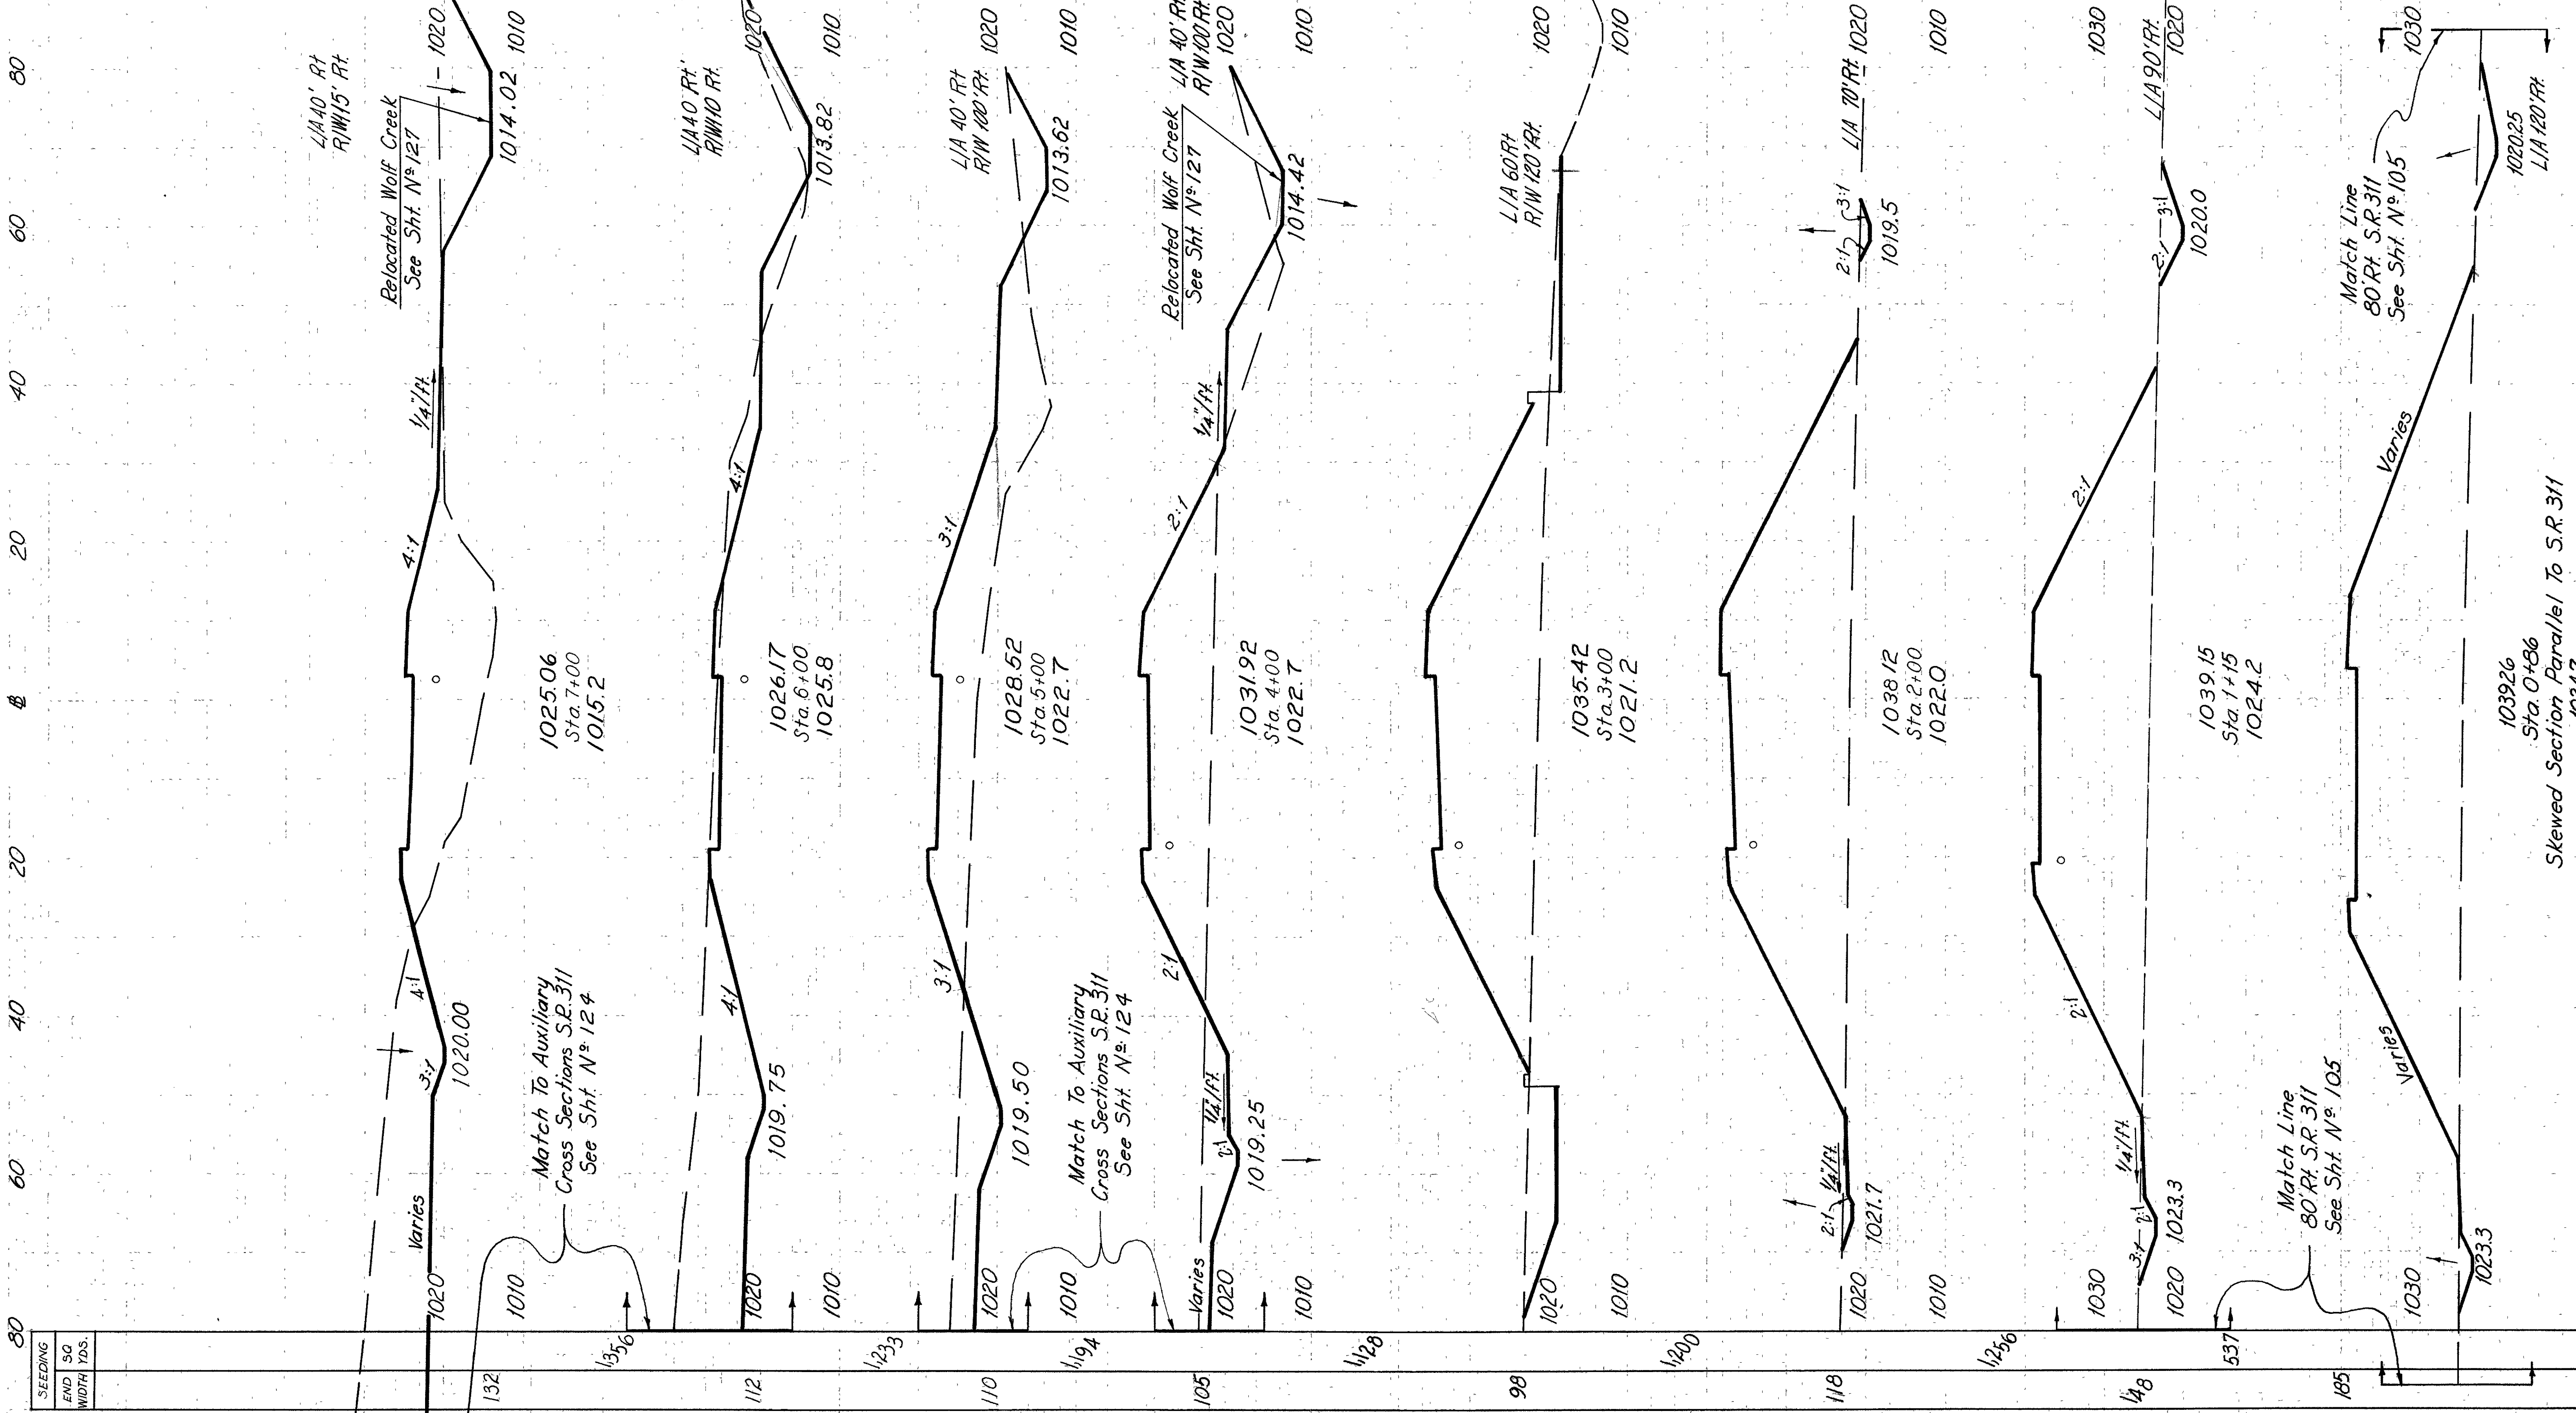 80
60
40
20
℄
20
40
60
80
SEEDING
END WIDTH
SQ. YDS.
L/A 40' Rt
R/W 115' Rt.
Relocated Wolf Creek
See Sht. Nº 127
1020
1010
1014.02
1/4"/ft.
4:1
1025.06
Sta. 7+00
1015.2
4:1
3:1
1020.00
Varies
1020
1010
132
Match To Auxiliary
Cross Sections S.R. 311
See Sht. Nº 124
1,356
L/A 40 Rt.
R/W 110 Rt.
1020
1010
1013.82
4:1
1026.17
Sta. 6+00
1025.8
4:1
1019.75
1020
1010
112
1,233
L/A 40' Rt
R/W 100' Rt.
1020
1010
1013.62
3:1
1028.52
Sta. 5+00
1022.7
3:1
1019.50
1020
1010
110
Match To Auxiliary
Cross Sections S.R. 311
See Sht. Nº 124
1,194
L/A 40' Rt.
R/W 100' Rt.
Relocated Wolf Creek
See Sht. Nº 127
1020
1010
1014.42
1/4"/ft.
2:1
1031.92
Sta. 4+00
1022.7
2:1
1/4"/ft.
2:1
1019.25
Varies
1020
1010
105
1,128
1020
1010
L/A 60' Rt
R/W 120' Rt.
1035.42
Sta. 3+00
1021.2
1020
1010
98
1,200
1020
1010
L/A 70' Rt.
3:1
2:1
1019.5
1038.12
Sta. 2+00
1022.0
1/4"/ft.
2:1
1021.7
1020
1010
118
1,256
1030
1020
L/A 90' Rt.
3:1
2:1
1020.0
2:1
1039.15
Sta. 1+15
1024.2
2:1
1/4"/ft.
2:1
3:1
1023.3
1030
1020
148
537
Match Line
80' Rt. S.R. 311
See Sht. Nº 105
1030
Match Line
80' Rt. S.R. 311
See Sht. Nº 105
1020.25
L/A 120' Rt.
Varies
1039.26
Sta. 0+86
Skewed Section Parallel To S.R. 311
Varies
1023.3
1030
185